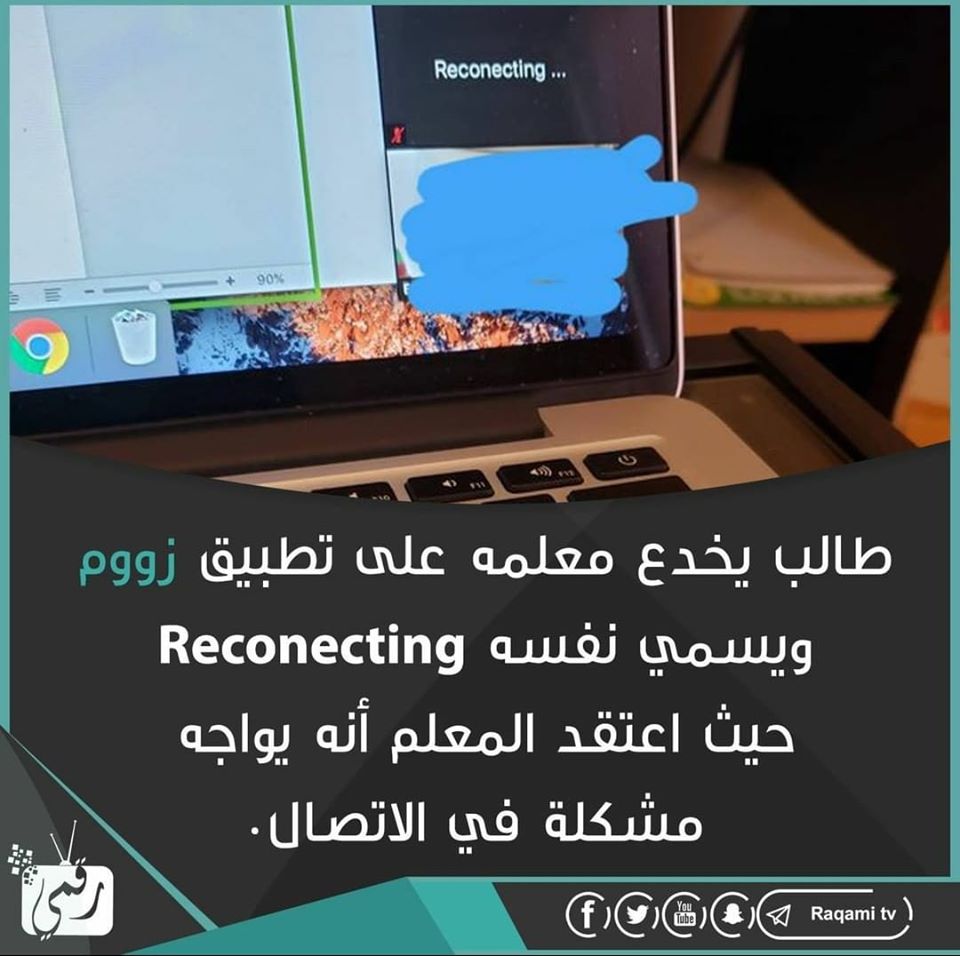 Reconecting ...
90%
F10
F11
F12
طالب يخدع معلمه على تطبيق زووم
ويسمي نفسه Reconecting
حيث اعتقد المعلم أنه يواجه
مشكلة في الاتصال.
رقمي
You
Tube
Raqami tv